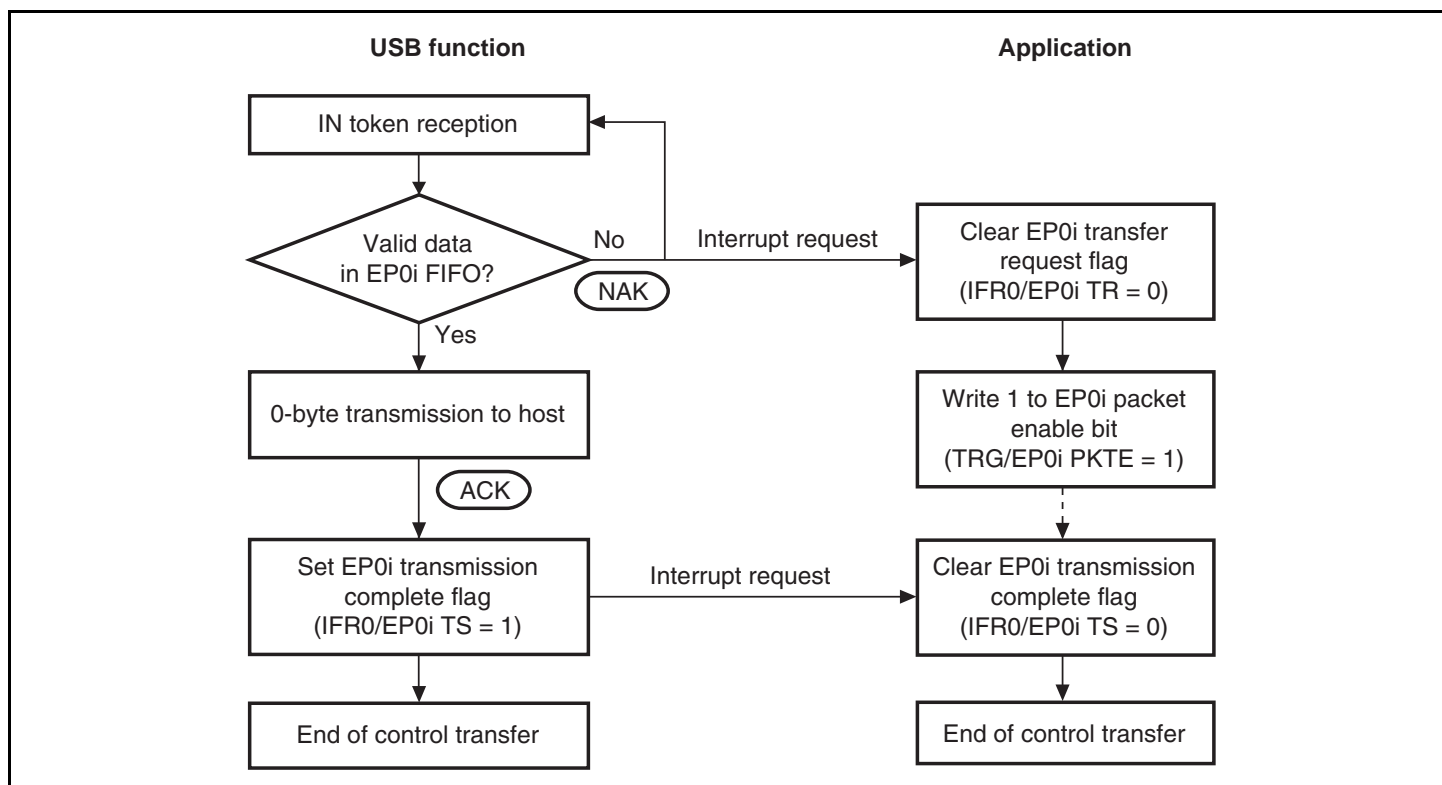 USB function
Application
IN token reception
Valid data
in EP0i FIFO?
No
NAK
Interrupt request
Clear EP0i transfer
request flag
(IFR0/EP0i TR = 0)
Yes
0-byte transmission to host
Write 1 to EP0i packet
enable bit
(TRG/EP0i PKTE = 1)
ACK
Set EP0i transmission
complete flag
(IFR0/EP0i TS = 1)
Interrupt request
Clear EP0i transmission
complete flag
(IFR0/EP0i TS = 0)
End of control transfer
End of control transfer